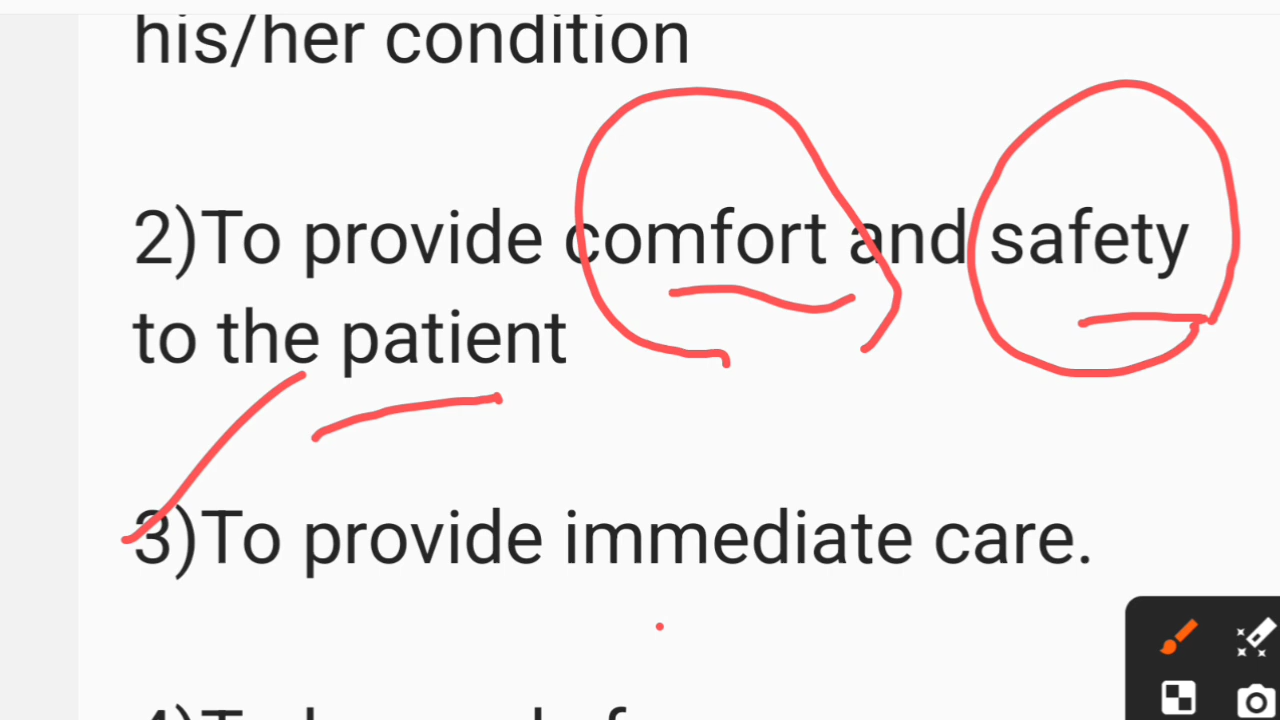 his/her condition
2)To provide comfort and safety
to the patient
3)To provide immediate care.